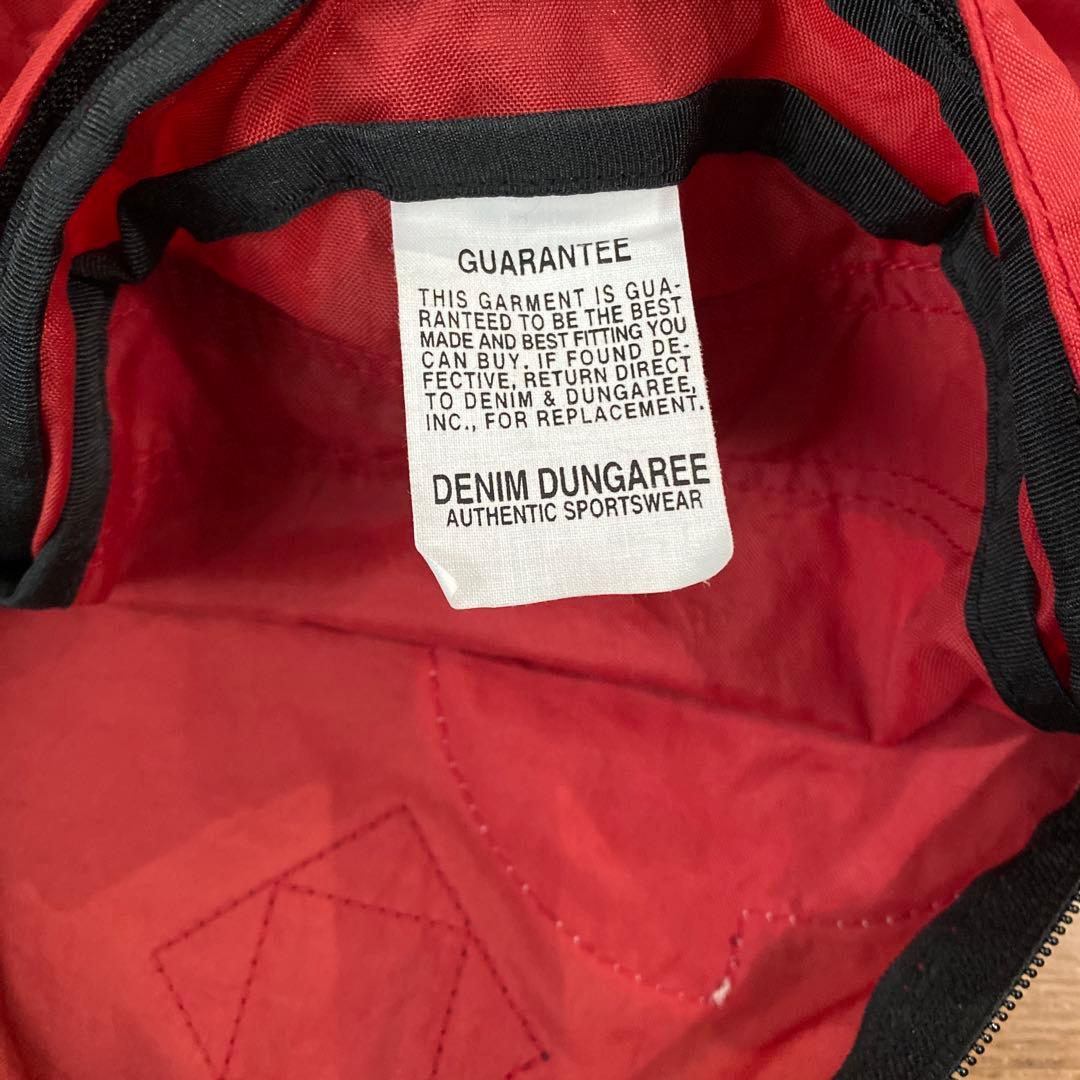 GUARANTEE
THIS GARMENT IS GUA-
RANTEED TO BE THE BEST
MADE AND BEST FITTING YOU
CAN BUY. IF FOUND DE-
FECTIVE, RETURN DIRECT
TO DENIM & DUNGAREE,
INC., FOR REPLACEMENT.
DENIM DUNGAREE
AUTHENTIC SPORTSWEAR